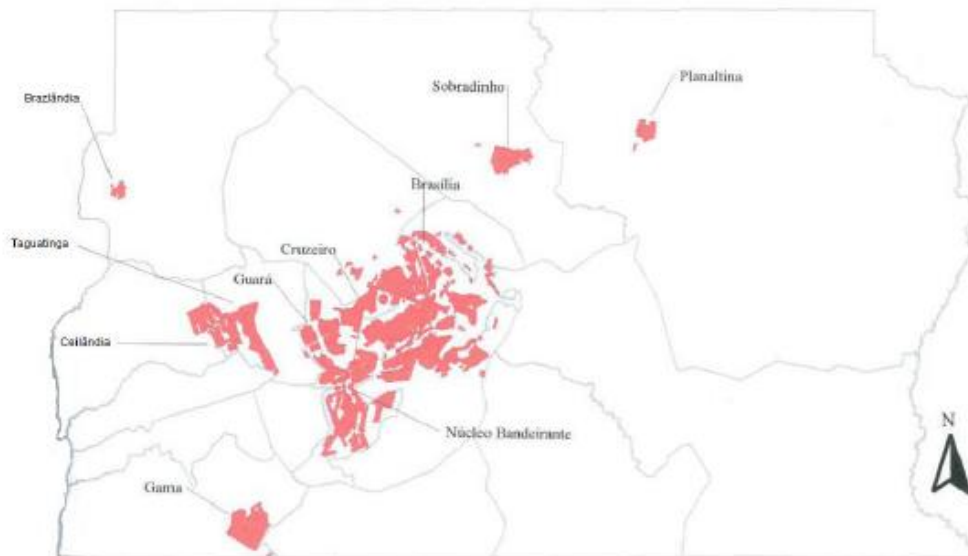 Planaltina
Sobradinho
Brazlândia
Brasília
Taguatinga
Cruzeiro
Guará
Ceilândia
Núcleo Bandeirante
N
Gama